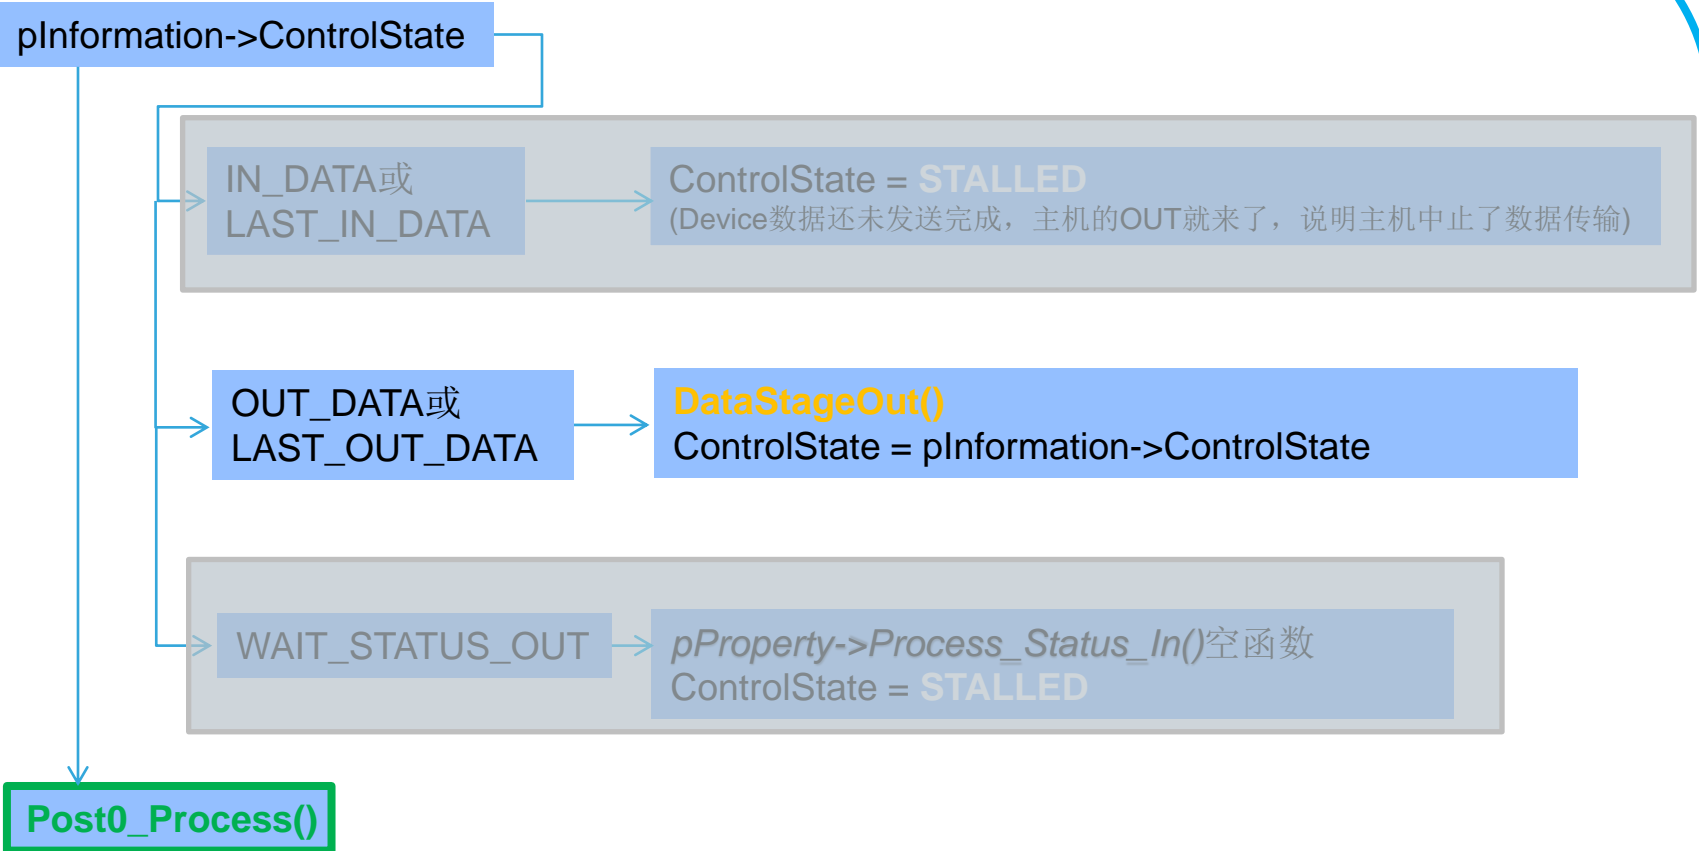 pInformation->ControlState
IN_DATA或
LAST_IN_DATA
ControlState = STALLED
(Device数据还未发送完成，主机的OUT就来了，说明主机中止了数据传输)
OUT_DATA或
LAST_OUT_DATA
DataStageOut()
ControlState = pInformation->ControlState
WAIT_STATUS_OUT
pProperty->Process_Status_In()空函数
ControlState = STALLED
Post0_Process()